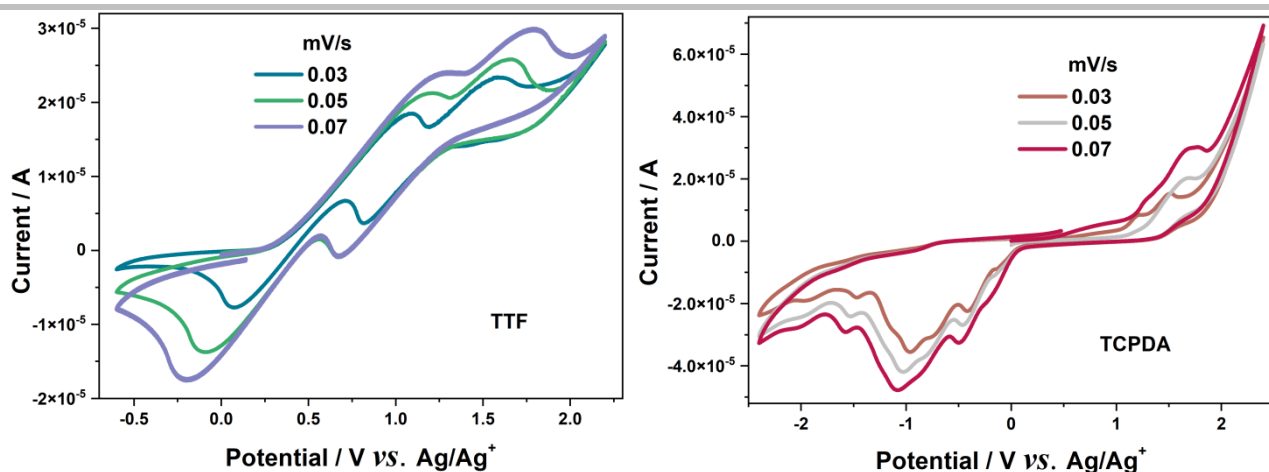 mV/s
0.03
0.05
0.07
TTF
Current / A
3×10⁻⁵
2×10⁻⁵
1×10⁻⁵
0
-1×10⁻⁵
-2×10⁻⁵
-0.5 0.0 0.5 1.0 1.5 2.0
Potential / V vs. Ag/Ag⁺
mV/s
0.03
0.05
0.07
TCPDA
Current / A
6.0×10⁻⁵
4.0×10⁻⁵
2.0×10⁻⁵
0.0
-2.0×10⁻⁵
-4.0×10⁻⁵
-2 -1 0 1 2
Potential / V vs. Ag/Ag⁺